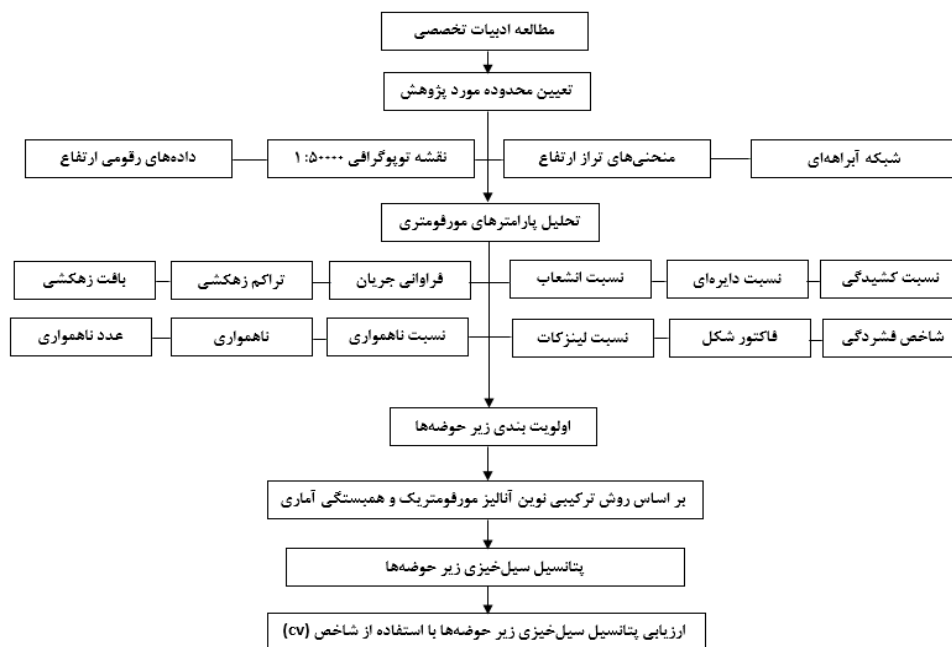 مطالعه ادبیات تخصصی
تعیین محدوده مورد پژوهش
شبکه آبراهه‌ای
منحنی‌های تراز ارتفاع
نقشه توپوگرافی ۱:۵۰۰۰۰
داده‌های رقومی ارتفاع
تحلیل پارامترهای مورفومتری
نسبت کشیدگی
نسبت دایره‌ای
نسبت انشعاب
فراوانی جریان
تراکم زهکشی
بافت زهکشی
شاخص فشردگی
فاکتور شکل
نسبت لینزکات
نسبت ناهمواری
ناهمواری
عدد ناهمواری
اولویت بندی زیر حوضه‌ها
بر اساس روش ترکیبی نوین آنالیز مورفومتریک و همبستگی آماری
پتانسیل سیل‌خیزی زیر حوضه‌ها
ارزیابی پتانسیل سیل‌خیزی زیر حوضه‌ها با استفاده از شاخص (cv)